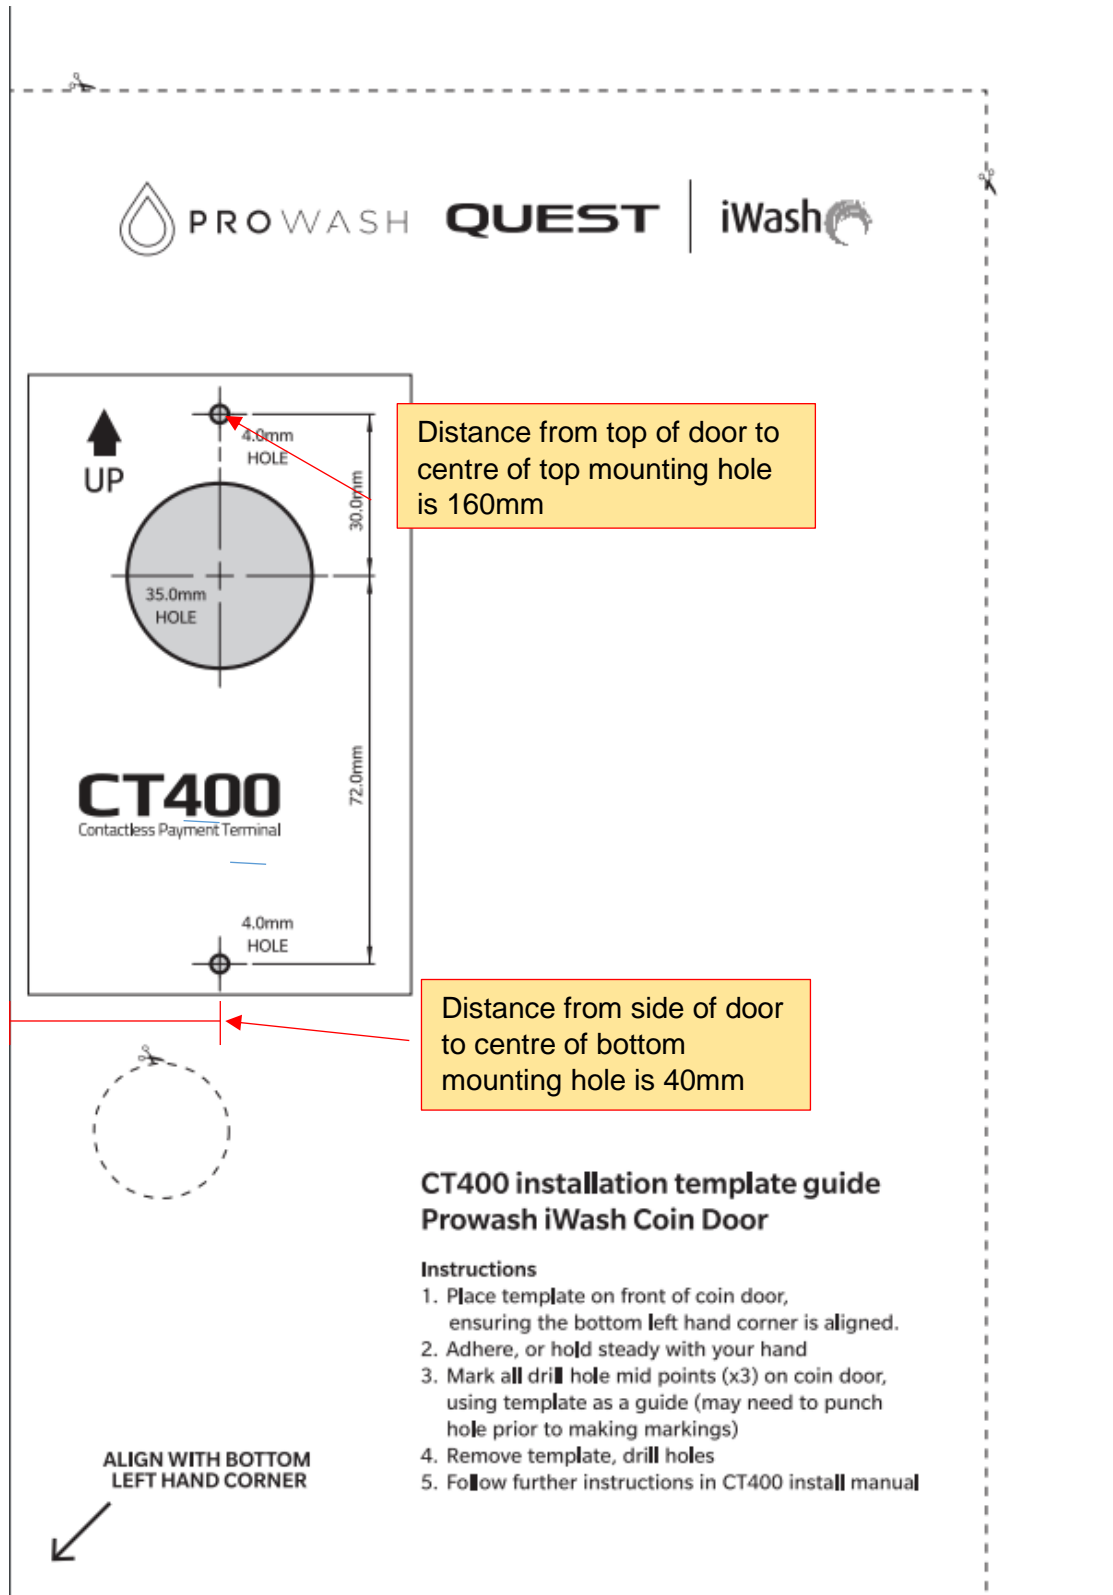 PROWASH QUEST iWash
UP
4.0mm
HOLE
30.0mm
Distance from top of door to
centre of top mounting hole
is 160mm
35.0mm
HOLE
72.0mm
CT400
Contactless Payment Terminal
4.0mm
HOLE
Distance from side of door
to centre of bottom
mounting hole is 40mm
CT400 installation template guide
Prowash iWash Coin Door
Instructions
1. Place template on front of coin door,
ensuring the bottom left hand corner is aligned.
2. Adhere, or hold steady with your hand
3. Mark all drill hole mid points (x3) on coin door,
using template as a guide (may need to punch
hole prior to making markings)
4. Remove template, drill holes
5. Follow further instructions in CT400 install manual
ALIGN WITH BOTTOM
LEFT HAND CORNER